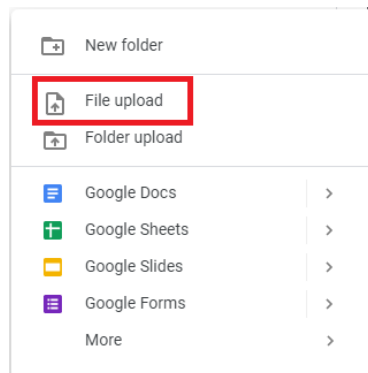 New folder
File upload
Folder upload
Google Docs
Google Sheets
Google Slides
Google Forms
More